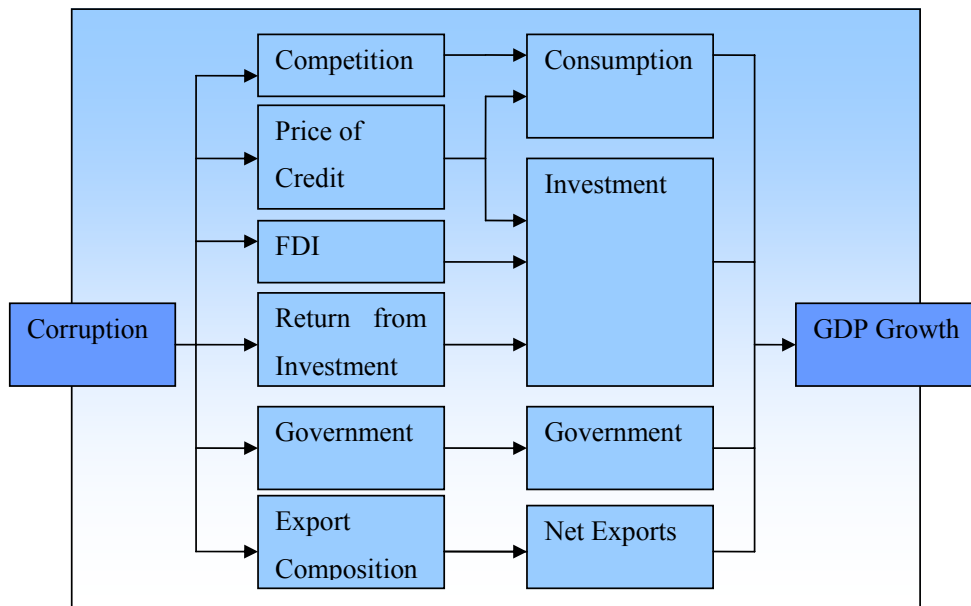 Corruption
Competition
Price of
Credit
FDI
Return from
Investment
Government
Export
Composition
Consumption
Investment
Government
Net Exports
GDP Growth